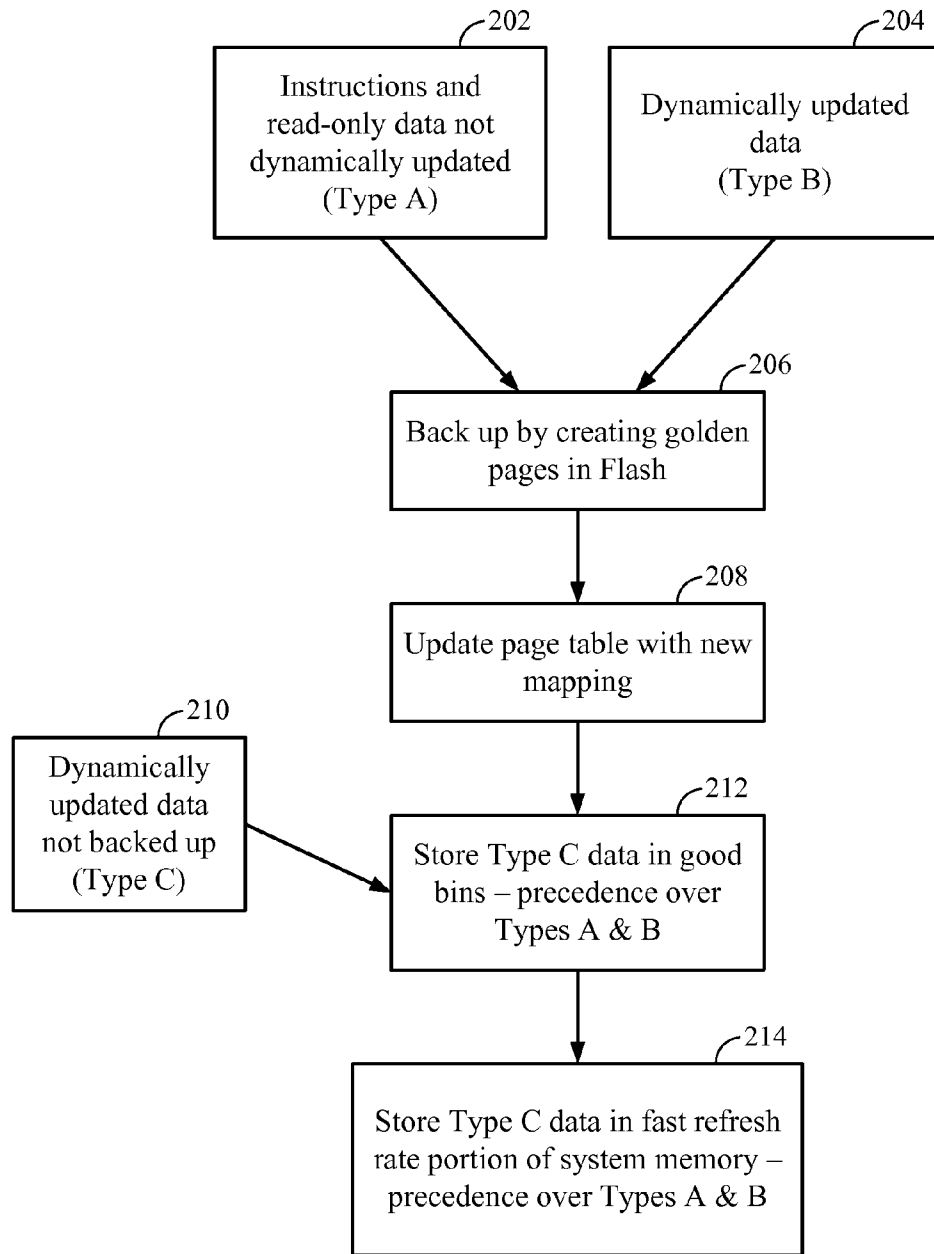 202
Instructions and
read-only data not
dynamically updated
(Type A)
204
Dynamically updated
data
(Type B)
206
Back up by creating golden
pages in Flash
208
Update page table with new
mapping
210
Dynamically
updated data
not backed up
(Type C)
212
Store Type C data in good
bins – precedence over
Types A & B
214
Store Type C data in fast refresh
rate portion of system memory –
precedence over Types A & B